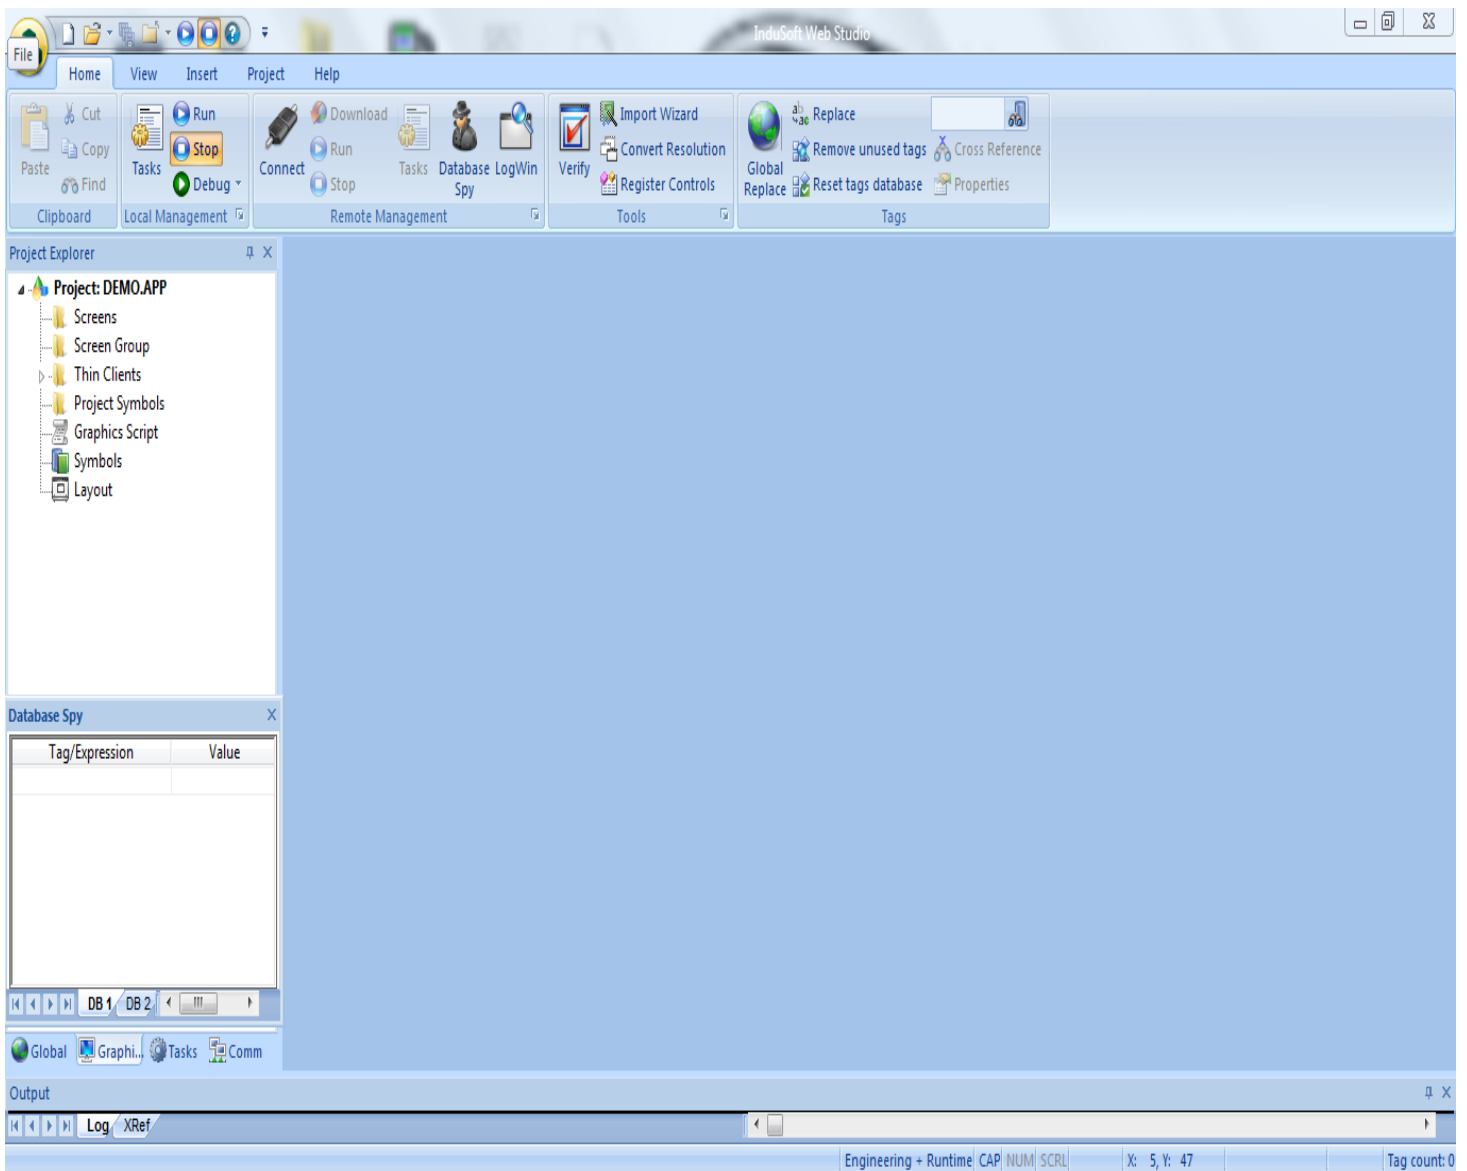 InduSoft Web Studio
File
Home View Insert Project Help
Cut Run Download Import Wizard Replace
Copy Stop Run Convert Resolution Remove unused tags Cross Reference
Paste Tasks Connect Tasks Database Spy LogWin Verify Global Replace
Find Debug Stop Register Controls Reset tags database Properties
Clipboard Local Management Remote Management Tools Tags
Project Explorer
Project: DEMO.APP
Screens
Screen Group
Thin Clients
Project Symbols
Graphics Script
Symbols
Layout
Database Spy
Tag/Expression Value
DB 1 DB 2
Global Graphi... Tasks Comm
Output
Log XRef
Engineering + Runtime CAP NUM SCRL X: 5, Y: 47 Tag count: 0